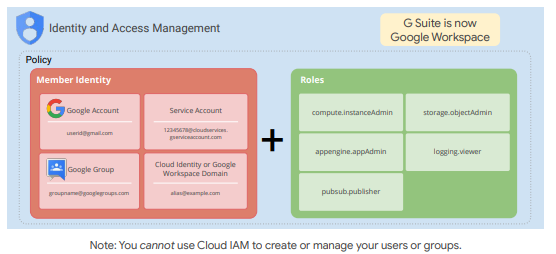 Identity and Access Management
G Suite is now
Google Workspace
Policy
Member Identity
Google Account
userid@gmail.com
Service Account
12345678@cloudservices.
gserviceaccount.com
Google Group
groupname@googlegroups.com
Cloud Identity or Google
Workspace Domain
alias@example.com
+
Roles
compute.instanceAdmin
storage.objectAdmin
appengine.appAdmin
logging.viewer
pubsub.publisher
Note: You cannot use Cloud IAM to create or manage your users or groups.